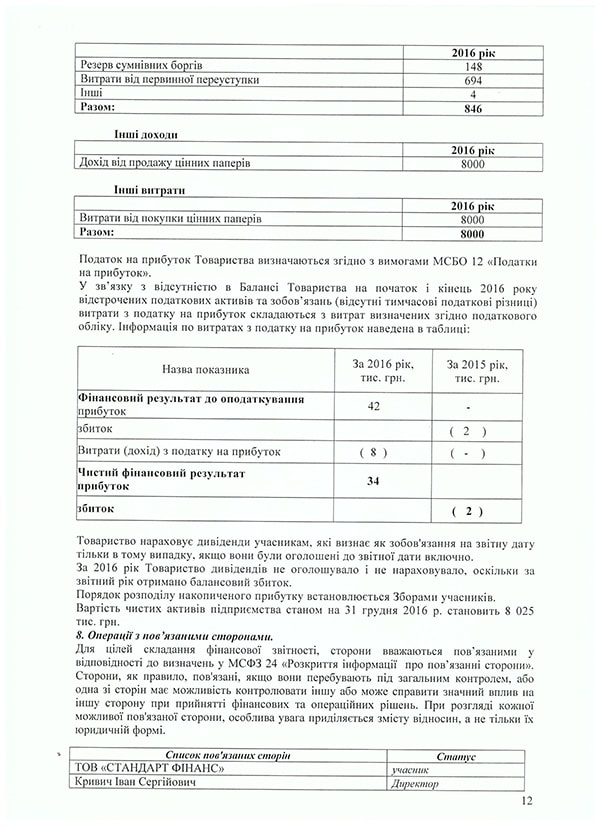 2016 рік
Резерв сумнівних боргів 148
Витрати від первинної переуступки 694
Інші 4
Разом: 846
Інші доходи
2016 рік
Дохід від продажу цінних паперів 8000
Інші витрати
2016 рік
Витрати від покупки цінних паперів 8000
Разом: 8000
Податок на прибуток Товариства визначаються згідно з вимогами МСБО 12 «Податки
на прибуток».
У зв’язку з відсутністю в Балансі Товариства на початок і кінець 2016 року
відстрочених податкових активів та зобов’язань (відсутні тимчасові податкові різниці)
витрати з податку на прибуток складаються з витрат визначених згідно податкового
обліку. Інформація по витратах з податку на прибуток наведена в таблиці:
Назва показника За 2016 рік, тис. грн. За 2015 рік, тис. грн.
Фінансовий результат до оподаткування
прибуток 42 -
збиток ( 2 )
Витрати (дохід) з податку на прибуток ( 8 ) ( - )
Чистий фінансовий результат
прибуток 34
збиток ( 2 )
Товариство нараховує дивіденди учасникам, які визнає як зобов'язання на звітну дату
тільки в тому випадку, якщо вони були оголошені до звітної дати включно.
За 2016 рік Товариство дивідендів не оголошувало і не нараховувало, оскільки за
звітний рік отримано балансовий збиток.
Порядок розподілу накопиченого прибутку встановлюється Зборами учасників.
Вартість чистих активів підприємства станом на 31 грудня 2016 р. становить 8 025
тис. грн.
8. Операції з пов’язаними сторонами.
Для цілей складання фінансової звітності, сторони вважаються пов’язаними у
відповідності до визначень у МСФЗ 24 «Розкриття інформації про пов’язанні сторони».
Сторони, як правило, пов'язані, якщо вони перебувають під загальним контролем, або
одна зі сторін має можливість контролювати іншу або може справити значний вплив на
іншу сторону при прийнятті фінансових та операційних рішень. При розгляді кожної
можливої пов'язаної сторони, особлива увага приділяється змісту відносин, а не тільки їх
юридичній формі.
Список пов'язаних сторін Статус
ТОВ «СТАНДАРТ ФІНАНС» учасник
Кривич Іван Сергійович Директор
12